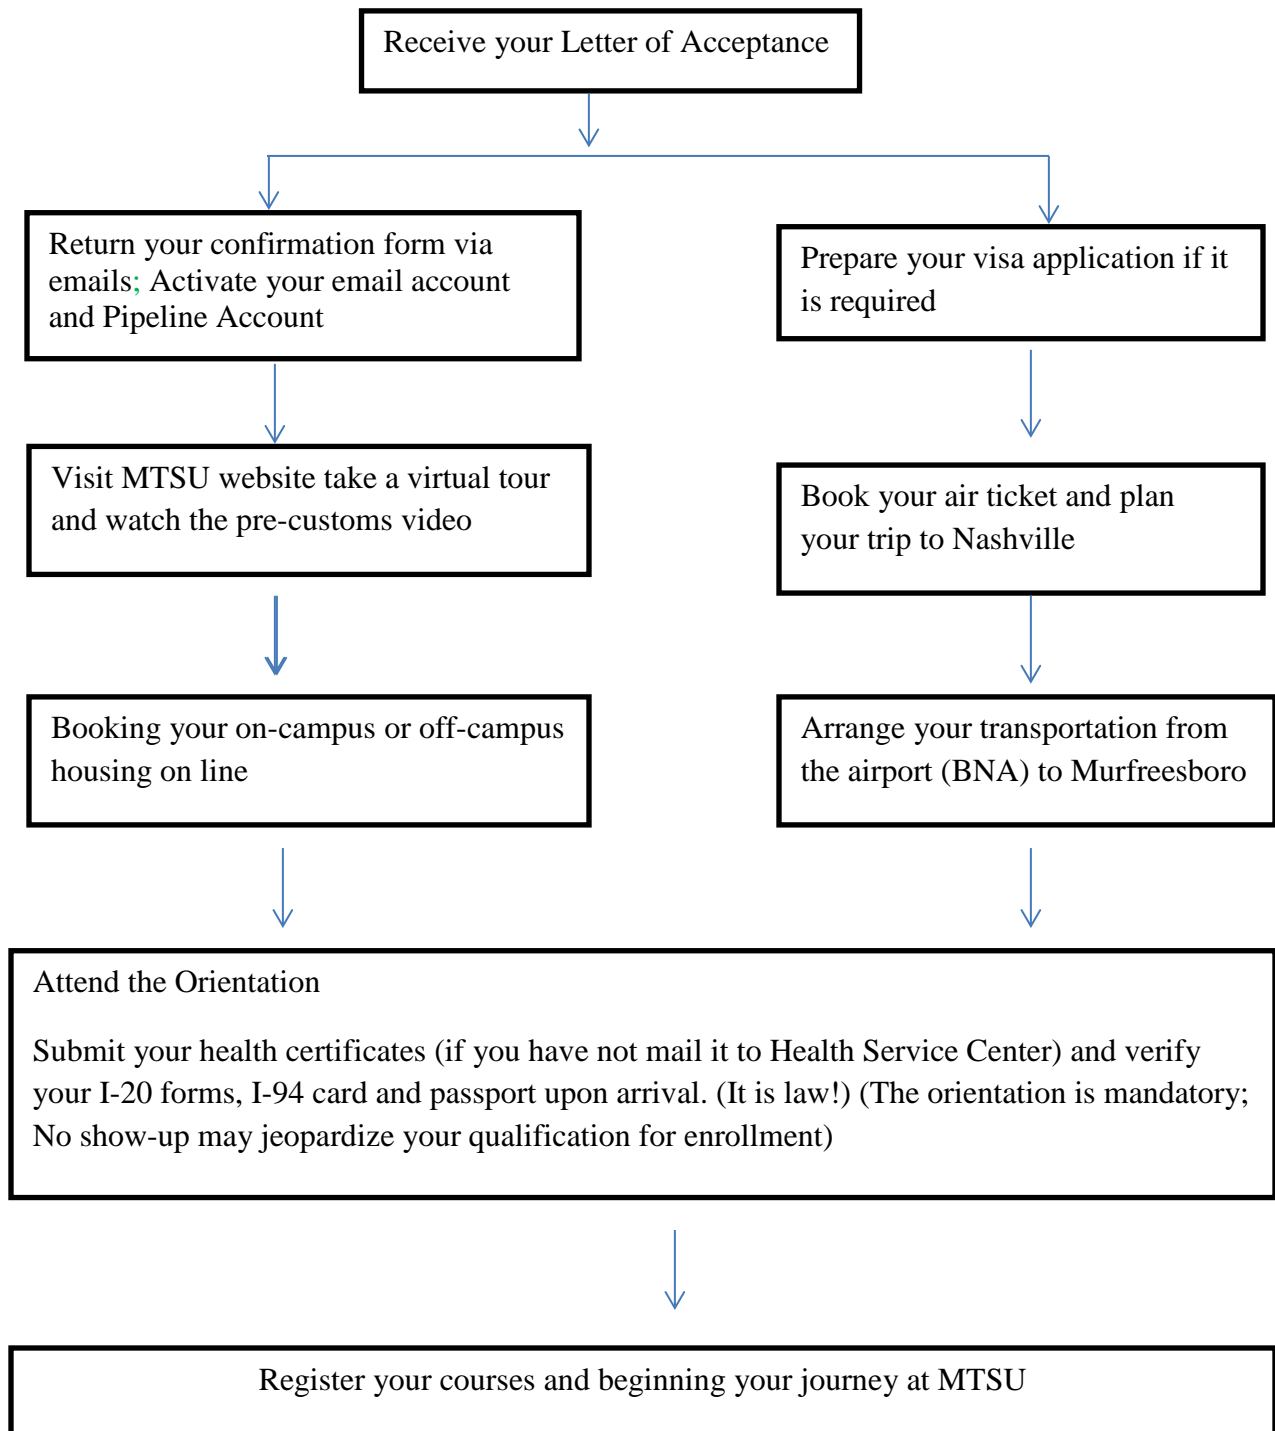 Receive your Letter of Acceptance
Return your confirmation form via
emails; Activate your email account
and Pipeline Account
Prepare your visa application if it
is required
Visit MTSU website take a virtual tour
and watch the pre-customs video
Book your air ticket and plan
your trip to Nashville
Booking your on-campus or off-campus
housing on line
Arrange your transportation from
the airport (BNA) to Murfreesboro
Attend the Orientation
Submit your health certificates (if you have not mail it to Health Service Center) and verify
your I-20 forms, I-94 card and passport upon arrival. (It is law!) (The orientation is mandatory;
No show-up may jeopardize your qualification for enrollment)
Register your courses and beginning your journey at MTSU